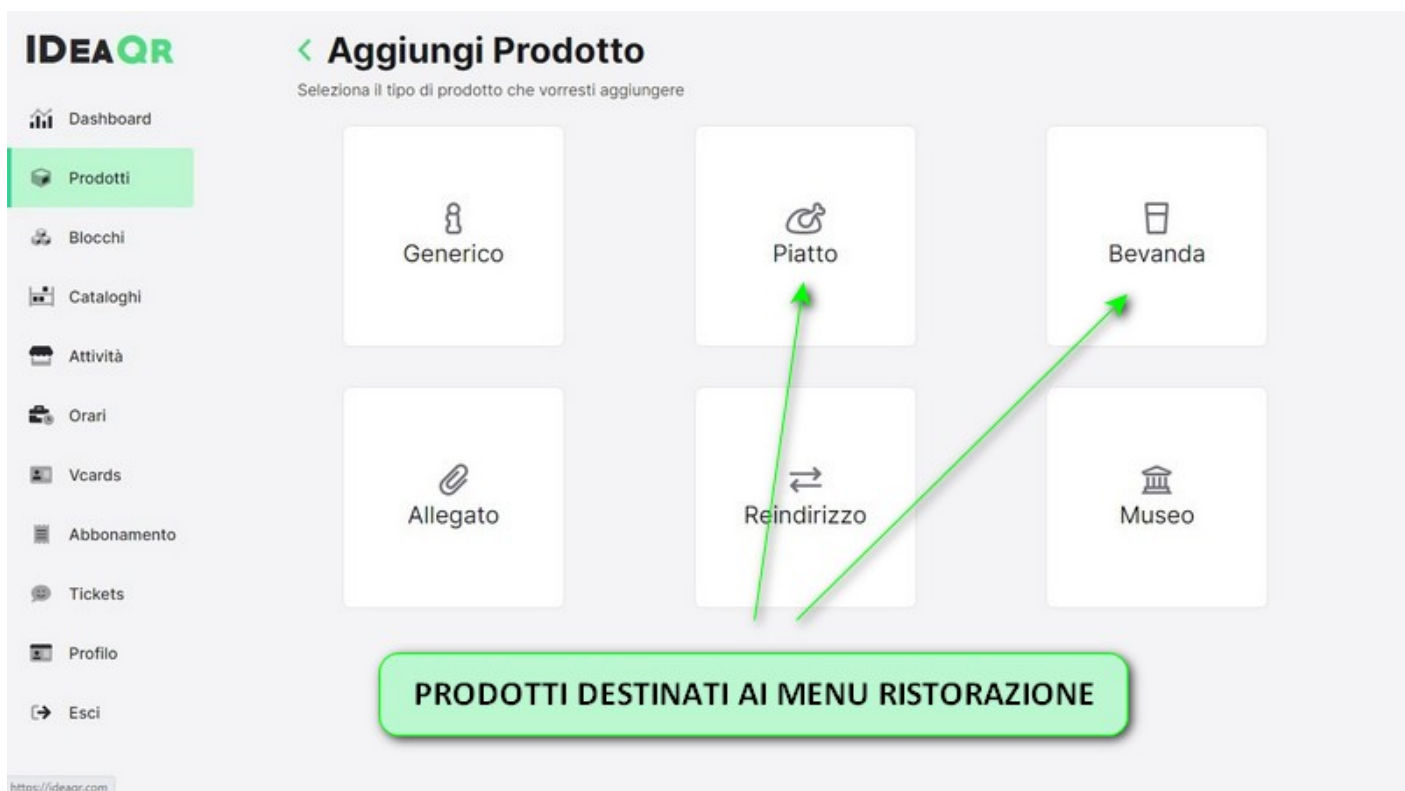 IDEAQR
Dashboard
Prodotti
Blocchi
Cataloghi
Attività
Orari
Vcards
Abbonamento
Tickets
Profilo
Esci
Aggiungi Prodotto
Seleziona il tipo di prodotto che vorresti aggiungere
Generico
Piatto
Bevanda
Allegato
Reindirizzo
Museo
PRODOTTI DESTINATI AI MENU RISTORAZIONE
https://ideaqr.com